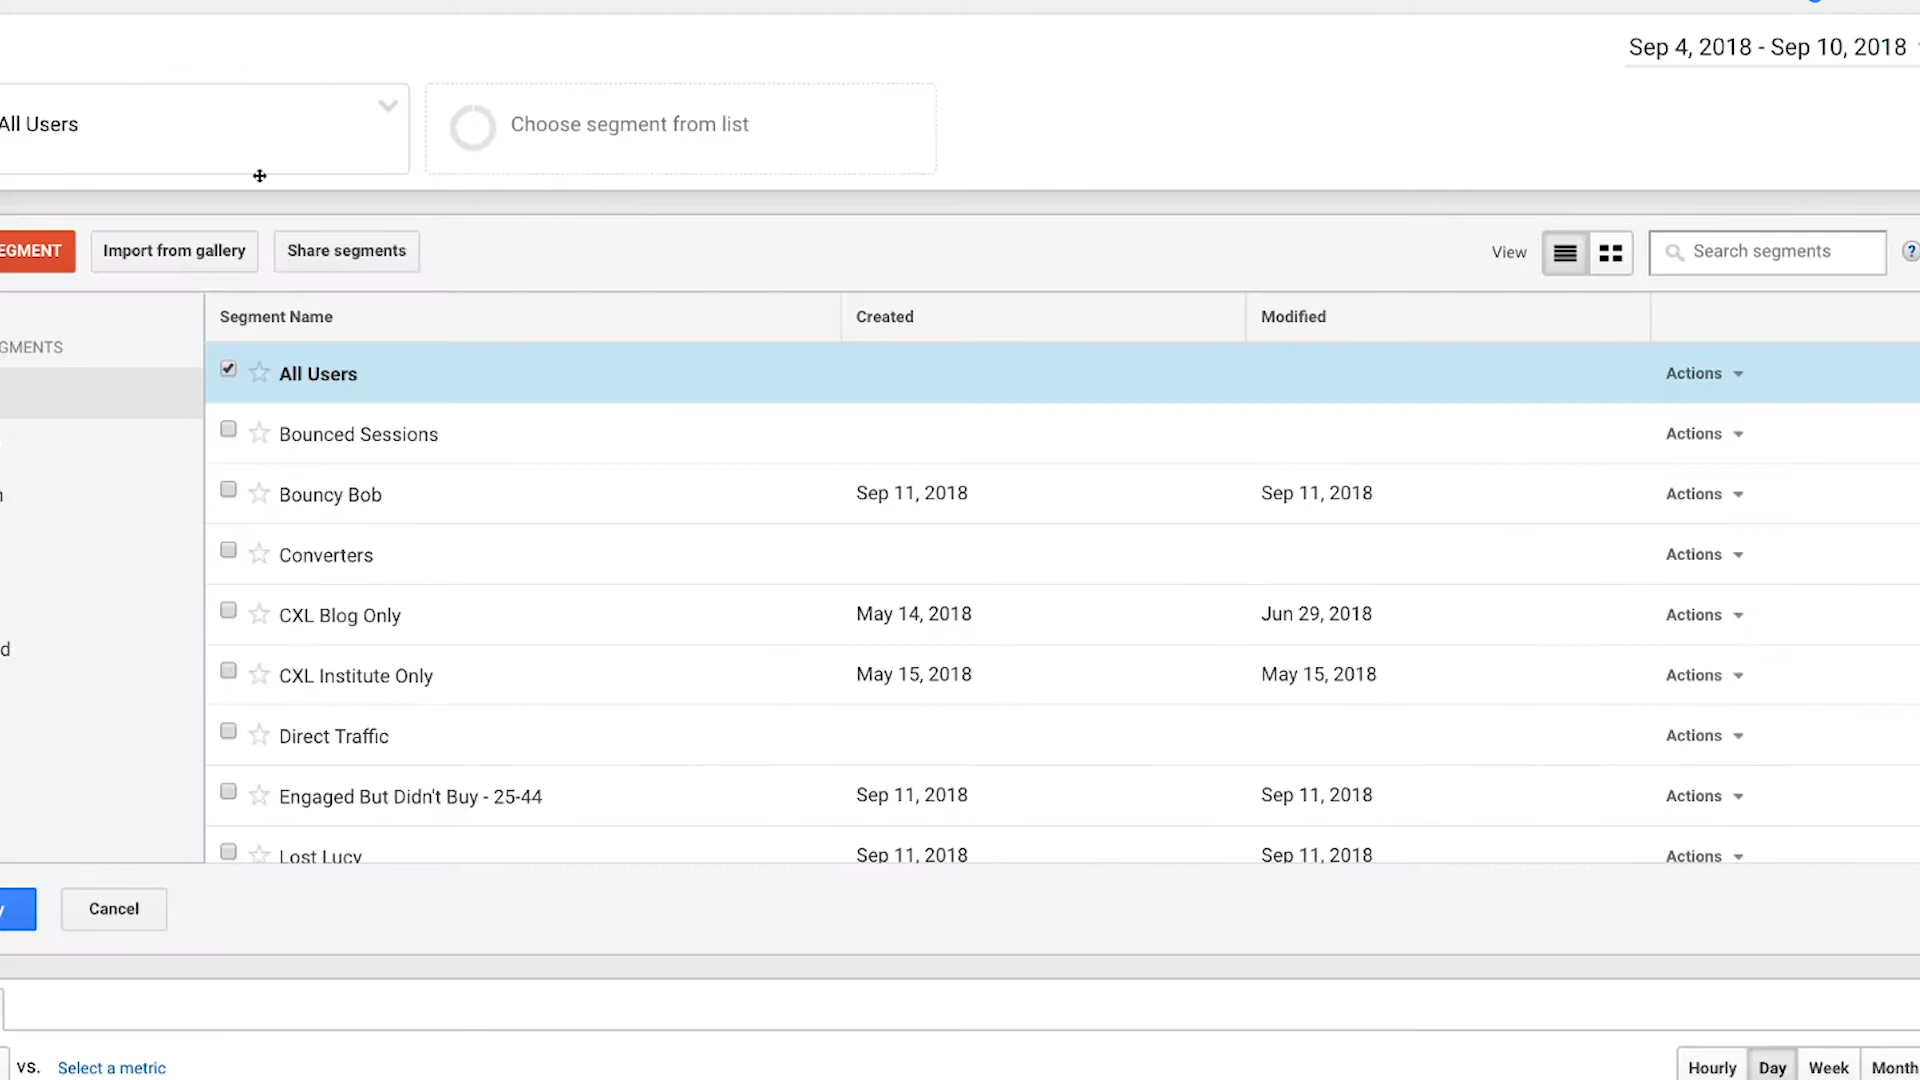 Sep 4, 2018 - Sep 10, 2018
All Users
Choose segment from list
EGMENT
Import from gallery
Share segments
View
Search segments
?
GMENTS
Segment Name
Created
Modified
All Users
Actions
Bounced Sessions
Actions
Bouncy Bob
Sep 11, 2018
Sep 11, 2018
Actions
n
Converters
Actions
CXL Blog Only
May 14, 2018
Jun 29, 2018
Actions
d
CXL Institute Only
May 15, 2018
May 15, 2018
Actions
Direct Traffic
Actions
Engaged But Didn't Buy - 25-44
Sep 11, 2018
Sep 11, 2018
Actions
Lost Lucy
Sep 11, 2018
Sep 11, 2018
Actions
y
Cancel
VS.
Select a metric
Hourly
Day
Week
Month